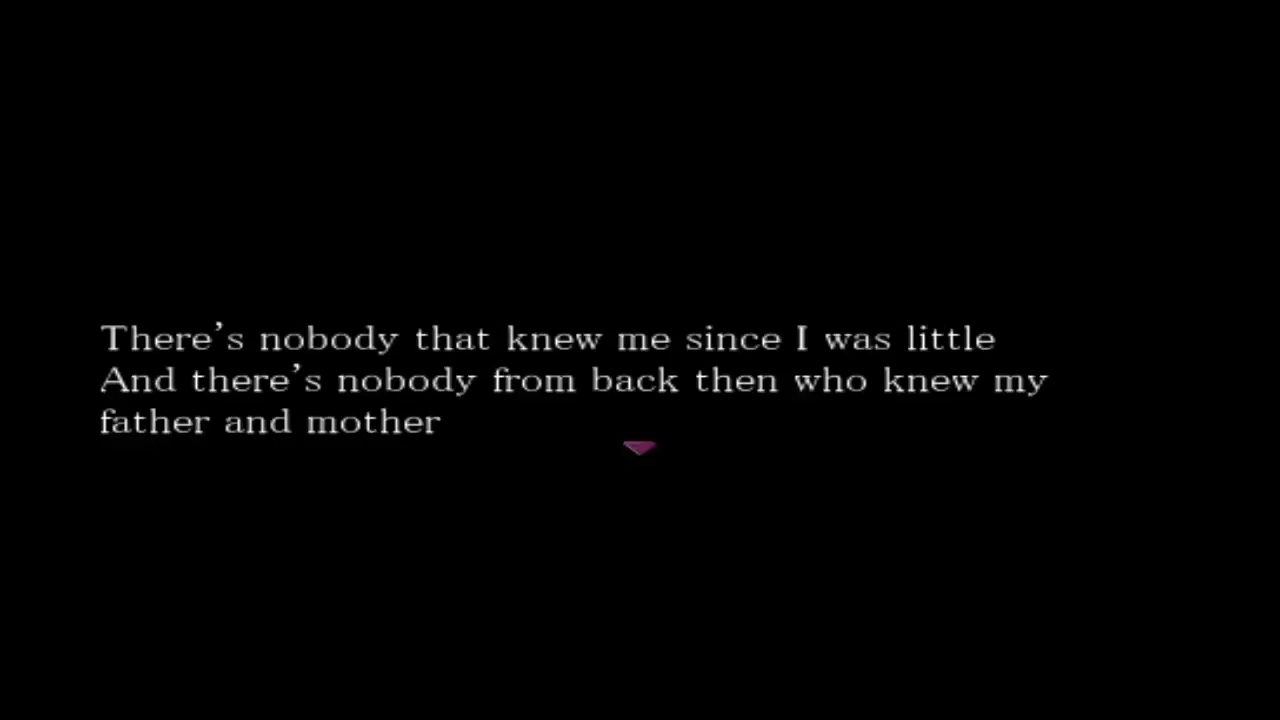 There’s nobody that knew me since I was little
And there’s nobody from back then who knew my
father and mother